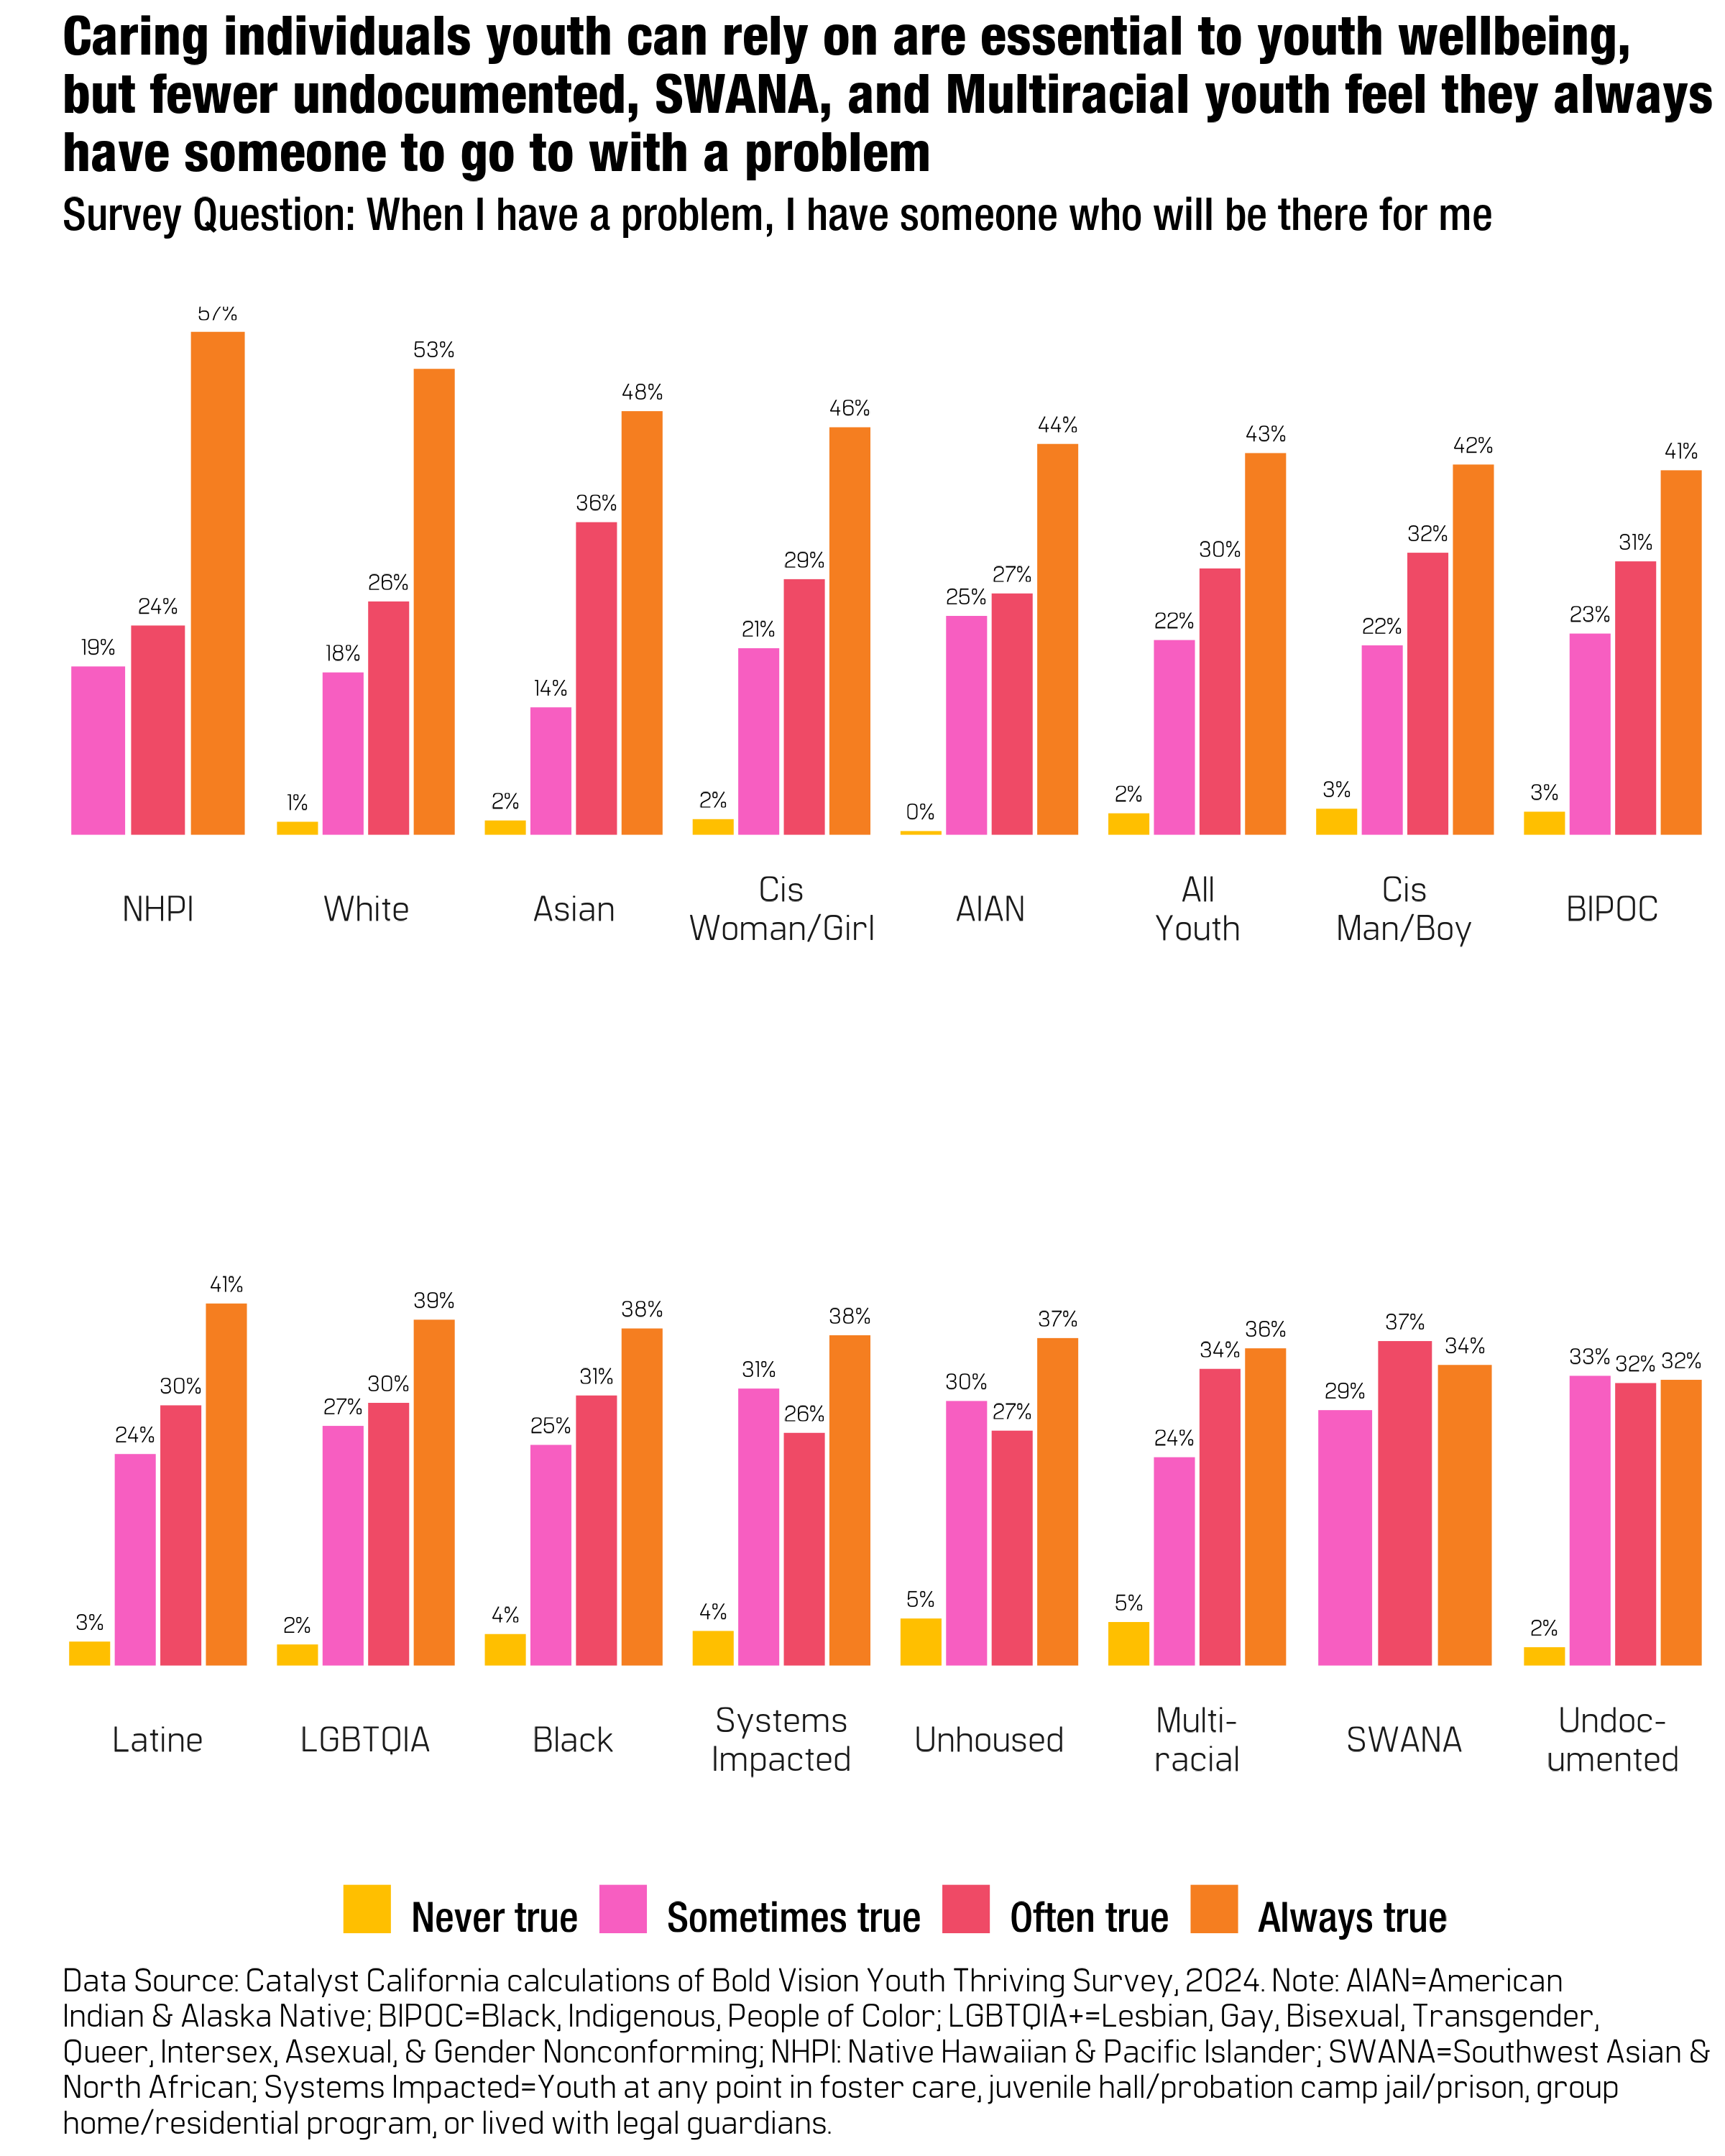 Caring individuals youth can rely on are essential to youth wellbeing,
but fewer undocumented, SWANA, and Multiracial youth feel they always
have someone to go to with a problem
Survey Question: When I have a problem, I have someone who will be there for me
19% 24% 57%
1% 18% 26% 53%
2% 14% 36% 48%
2% 21% 29% 46%
0% 25% 27% 44%
2% 22% 30% 43%
3% 22% 32% 42%
3% 23% 31% 41%
NHPI
White
Asian
Cis
Woman/Girl
AIAN
All
Youth
Cis
Man/Boy
BIPOC
3% 24% 30% 41%
2% 27% 30% 39%
4% 25% 31% 38%
4% 31% 26% 38%
5% 30% 27% 37%
5% 24% 34% 36%
29% 37% 34%
2% 33% 32% 32%
Latine
LGBTQIA
Black
Systems
Impacted
Unhoused
Multi-
racial
SWANA
Undoc-
umented
Never true Sometimes true Often true Always true
Data Source: Catalyst California calculations of Bold Vision Youth Thriving Survey, 2024. Note: AIAN=American
Indian & Alaska Native; BIPOC=Black, Indigenous, People of Color; LGBTQIA+=Lesbian, Gay, Bisexual, Transgender,
Queer, Intersex, Asexual, & Gender Nonconforming; NHPI: Native Hawaiian & Pacific Islander; SWANA=Southwest Asian &
North African; Systems Impacted=Youth at any point in foster care, juvenile hall/probation camp jail/prison, group
home/residential program, or lived with legal guardians.